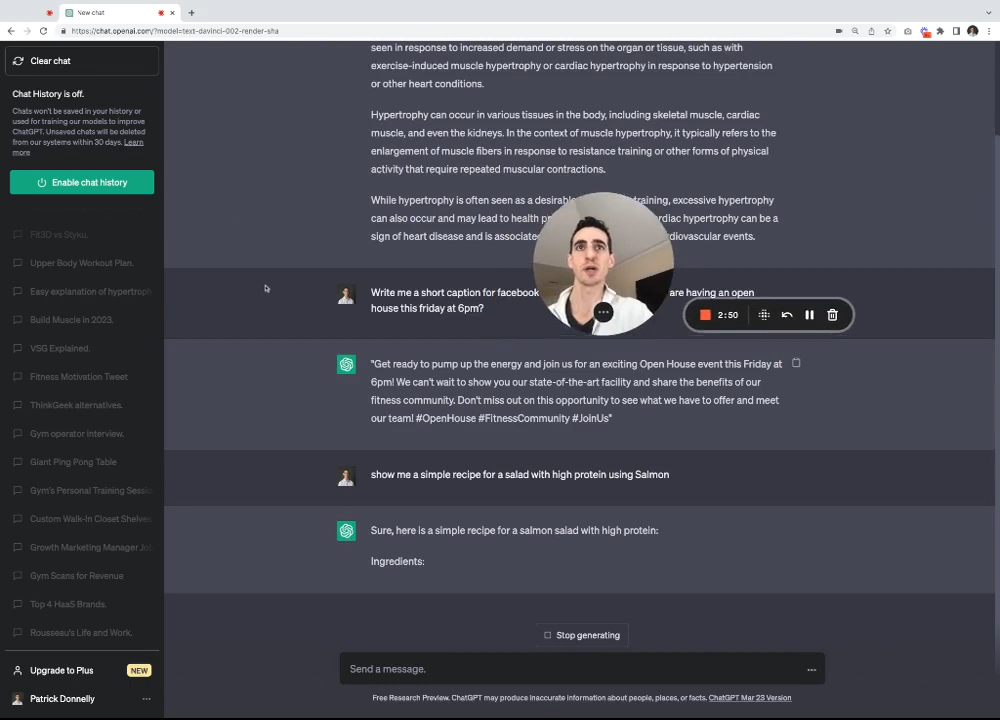 New chat
https://chat.openai.com/?model=text-davinci-002-render-sha
Clear chat
Chat History is off.
Chats won't be saved in your history or
used for training our models to improve
ChatGPT. Unsaved chats will be deleted
from our systems within 30 days. Learn
more
Enable chat history
Fit3D vs Styku.
Upper Body Workout Plan.
Easy explanation of hypertroph
Build Muscle In 2023.
VSG Explained.
Fitness Motivation Tweet
ThinkGeek alternatives.
Gym operator interview.
Giant Ping Pong Table
Gym's Personal Training Sessio
Custom Walk-In Closet Shelves.
Growth Marketing Manager Jo
Gym Scans for Revenue
Top 4 HaaS Brands.
Rousseau's Life and Work.
Upgrade to Plus NEW
Patrick Donnelly
seen in response to increased demand or stress on the organ or tissue, such as with
exercise-induced muscle hypertrophy or cardiac hypertrophy in response to hypertension
or other heart conditions.
Hypertrophy can occur in various tissues in the body, including skeletal muscle, cardiac
muscle, and even the kidneys. In the context of muscle hypertrophy, it typically refers to the
enlargement of muscle fibers in response to resistance training or other forms of physical
activity that require repeated muscular contractions.
While hypertrophy is often seen as a desirab training, excessive hypertrophy
can also occur and may lead to health pr cardiac hypertrophy can be a
sign of heart disease and is associate diovascular events.
Write me a short caption for facebook are having an open
house this friday at 6pm?
2:50
"Get ready to pump up the energy and join us for an exciting Open House event this Friday at
6pm! We can't wait to show you our state-of-the-art facility and share the benefits of our
fitness community. Don't miss out on this opportunity to see what we have to offer and meet
our team! #OpenHouse #FitnessCommunity #JoinUs"
show me a simple recipe for a salad with high protein using Salmon
Sure, here is a simple recipe for a salmon salad with high protein:
Ingredients:
Stop generating
Send a message.
Free Research Preview. ChatGPT may produce inaccurate information about people, places, or facts. ChatGPT Mar 23 Version